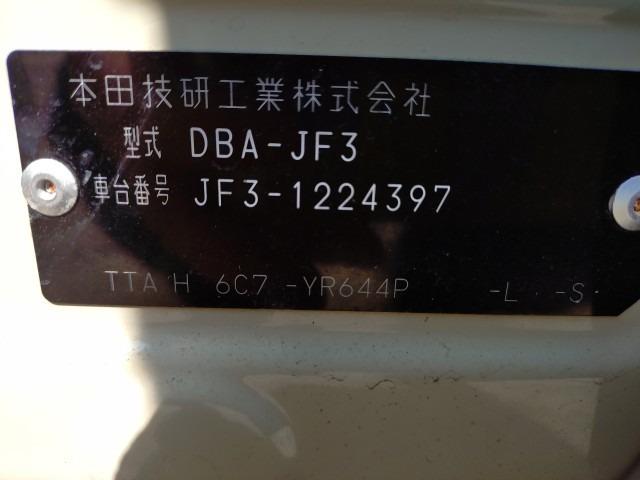 本田技研工業株式会社
型式 DBA-JF3
車台番号 JF3-1224397
TTA H 6C7 -YR644P -L -S